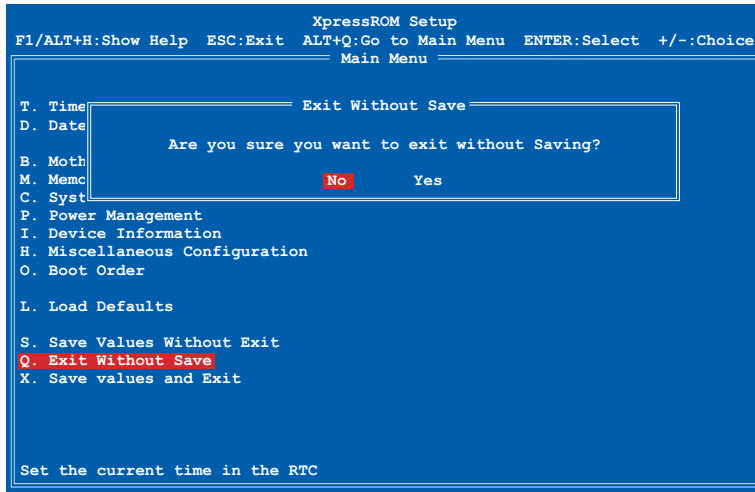 XpressROM Setup
F1/ALT+H:Show Help ESC:Exit ALT+Q:Go to Main Menu ENTER:Select +/-:Choice
Main Menu
T. Time
Exit Without Save
D. Date
Are you sure you want to exit without Saving?
B. Moth
M. Memo
No Yes
C. Syst
P. Power Management
I. Device Information
H. Miscellaneous Configuration
O. Boot Order
L. Load Defaults
S. Save Values Without Exit
Q. Exit Without Save
X. Save values and Exit
Set the current time in the RTC